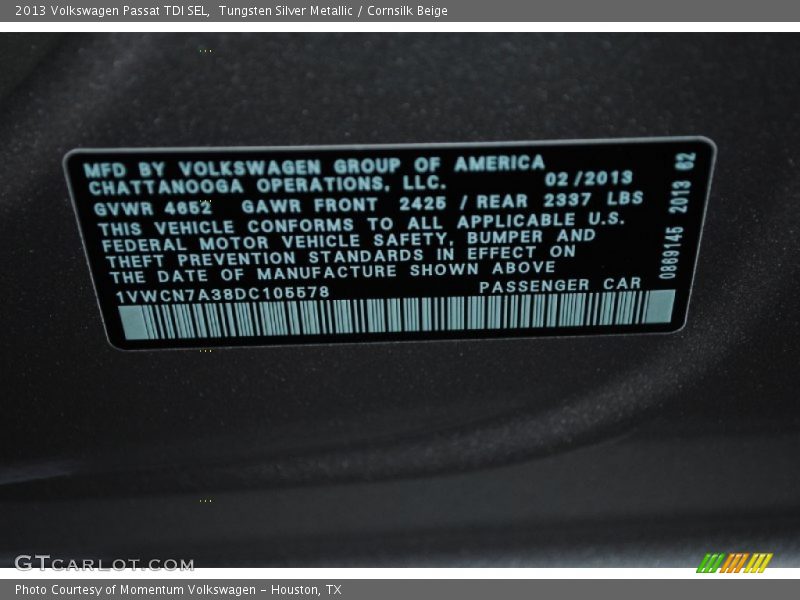 2013 Volkswagen Passat TDI SEL,  Tungsten Silver Metallic / Cornsilk Beige
MFD BY VOLKSWAGEN GROUP OF AMERICA
CHATTANOOGA OPERATIONS, LLC. 02/2013
GVWR 4652 GAWR FRONT 2425 / REAR 2337 LBS
THIS VEHICLE CONFORMS TO ALL APPLICABLE U.S.
FEDERAL MOTOR VEHICLE SAFETY, BUMPER AND
THEFT PREVENTION STANDARDS IN EFFECT ON
THE DATE OF MANUFACTURE SHOWN ABOVE
1VWCN7A38DC105578 PASSENGER CAR
0869145 2013 62
GTCARLOT.COM
Photo Courtesy of Momentum Volkswagen – Houston, TX